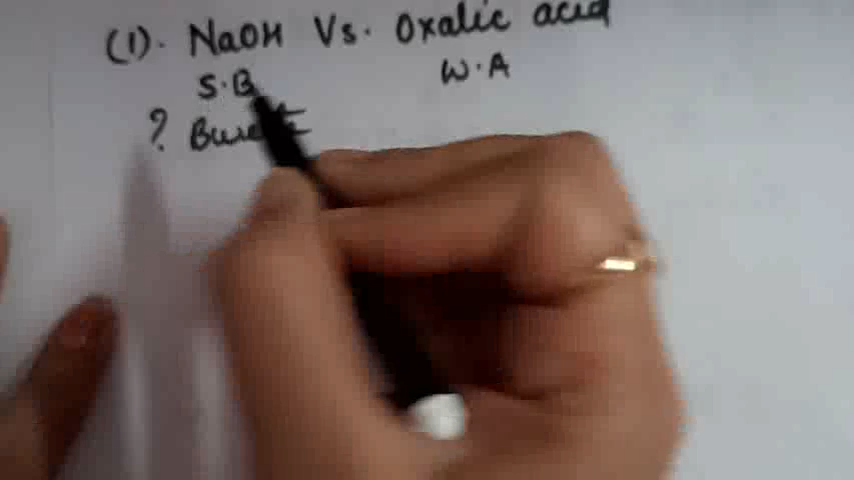 (1). NaOH Vs. Oxalic acid
S.B W.A
?